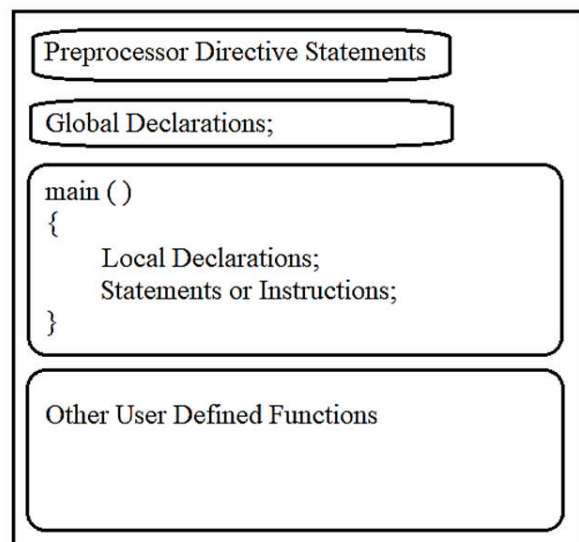 Preprocessor Directive Statements
Global Declarations;
main ( )
{
Local Declarations;
Statements or Instructions;
}
Other User Defined Functions